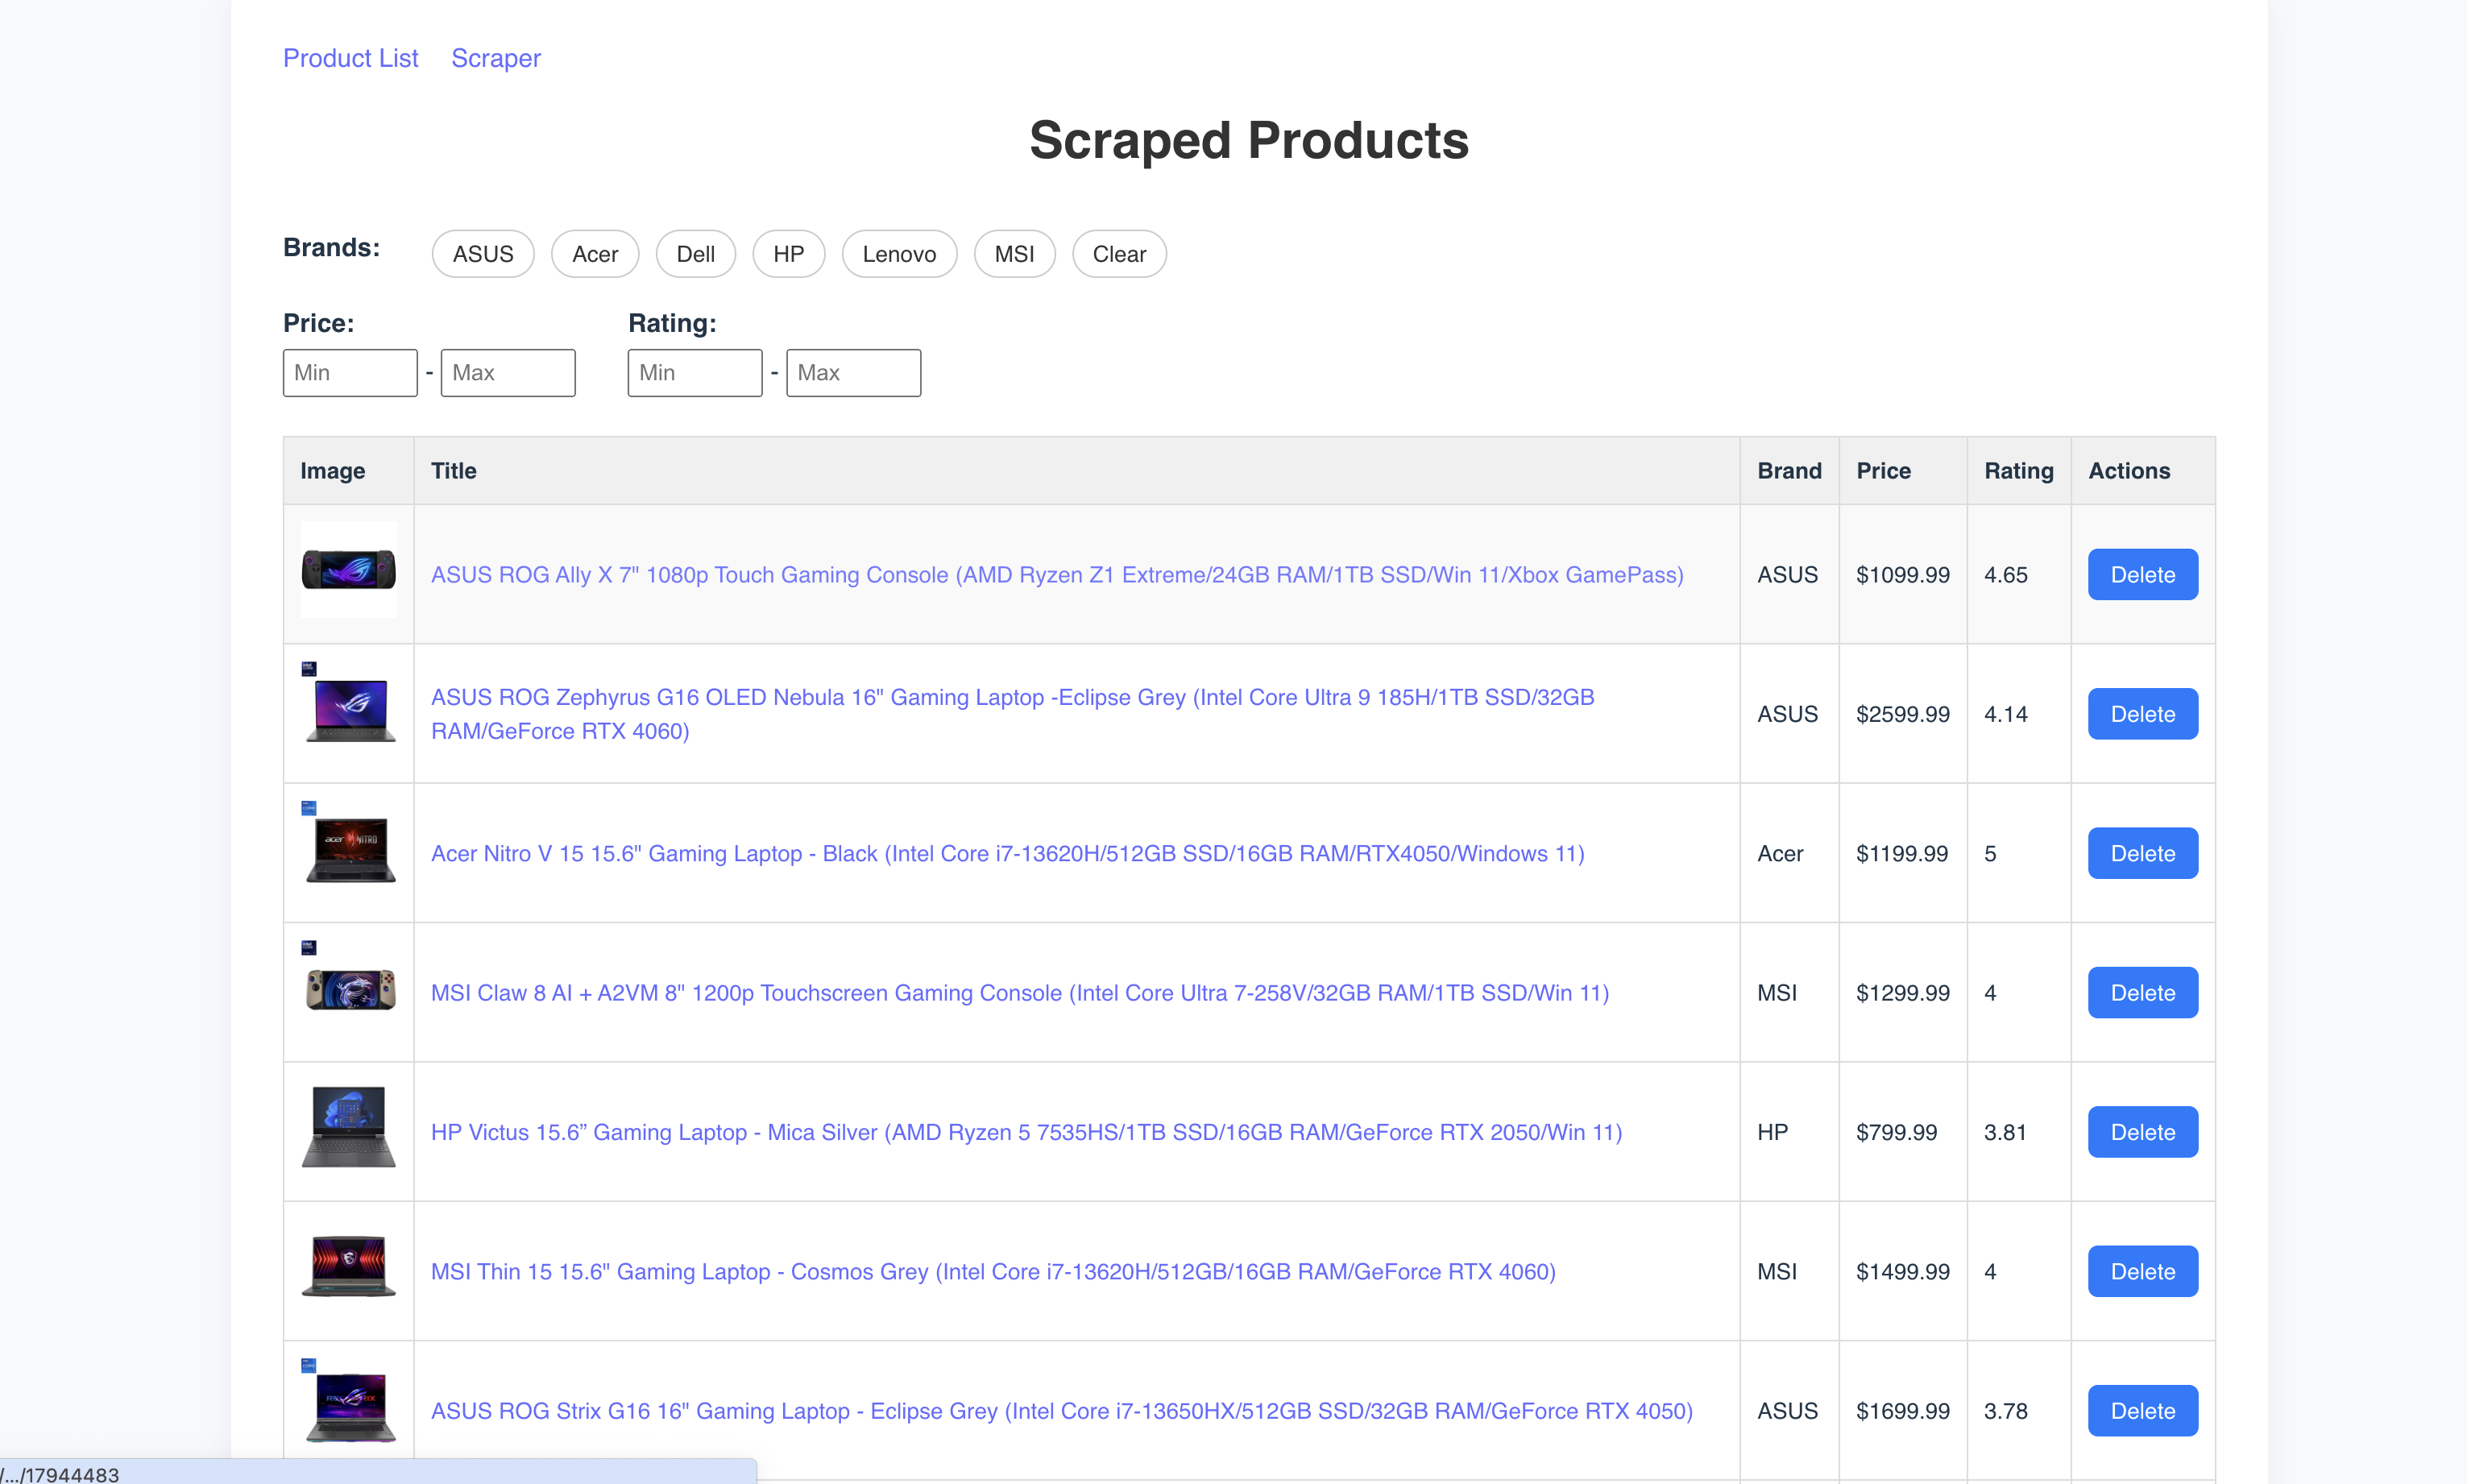 Product List Scraper
Scraped Products
Brands: ASUS Acer Dell HP Lenovo MSI Clear
Price: Rating:
Min - Max Min - Max
Image Title Brand Price Rating Actions
ASUS ROG Ally X 7" 1080p Touch Gaming Console (AMD Ryzen Z1 Extreme/24GB RAM/1TB SSD/Win 11/Xbox GamePass) ASUS $1099.99 4.65 Delete
ASUS ROG Zephyrus G16 OLED Nebula 16" Gaming Laptop -Eclipse Grey (Intel Core Ultra 9 185H/1TB SSD/32GB
RAM/GeForce RTX 4060) ASUS $2599.99 4.14 Delete
acer NITRO
Acer Nitro V 15 15.6" Gaming Laptop - Black (Intel Core i7-13620H/512GB SSD/16GB RAM/RTX4050/Windows 11) Acer $1199.99 5 Delete
MSI Claw 8 AI + A2VM 8" 1200p Touchscreen Gaming Console (Intel Core Ultra 7-258V/32GB RAM/1TB SSD/Win 11) MSI $1299.99 4 Delete
HP Victus 15.6” Gaming Laptop - Mica Silver (AMD Ryzen 5 7535HS/1TB SSD/16GB RAM/GeForce RTX 2050/Win 11) HP $799.99 3.81 Delete
MSI Thin 15 15.6" Gaming Laptop - Cosmos Grey (Intel Core i7-13620H/512GB/16GB RAM/GeForce RTX 4060) MSI $1499.99 4 Delete
ASUS ROG Strix G16 16" Gaming Laptop - Eclipse Grey (Intel Core i7-13650HX/512GB SSD/32GB RAM/GeForce RTX 4050) ASUS $1699.99 3.78 Delete
/.../17944483